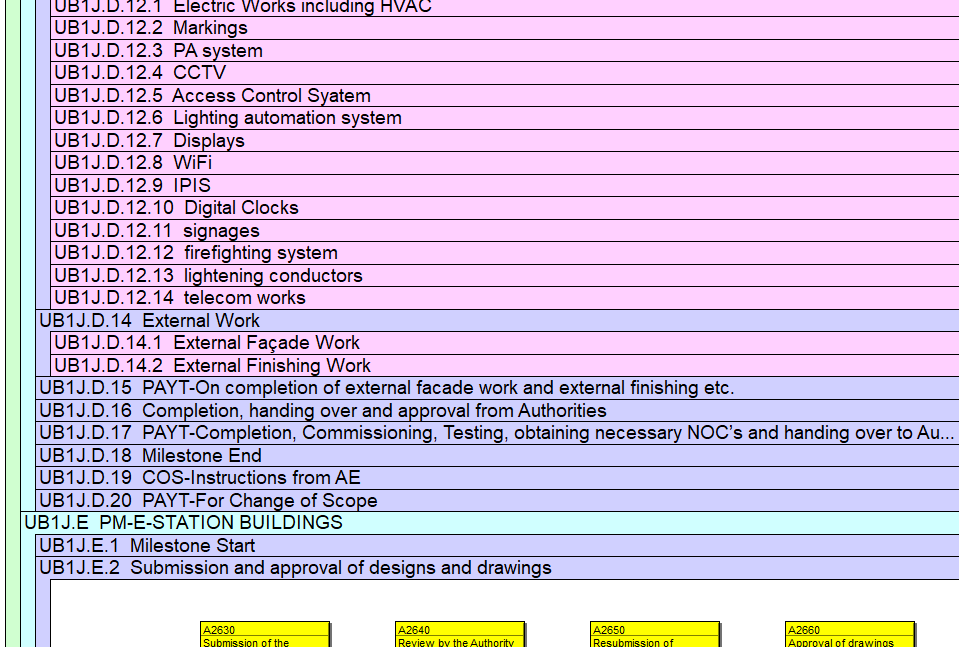 UB1J.D.12.1 Electric Works including HVAC
UB1J.D.12.2 Markings
UB1J.D.12.3 PA system
UB1J.D.12.4 CCTV
UB1J.D.12.5 Access Control Syatem
UB1J.D.12.6 Lighting automation system
UB1J.D.12.7 Displays
UB1J.D.12.8 WiFi
UB1J.D.12.9 IPIS
UB1J.D.12.10 Digital Clocks
UB1J.D.12.11 signages
UB1J.D.12.12 firefighting system
UB1J.D.12.13 lightening conductors
UB1J.D.12.14 telecom works
UB1J.D.14 External Work
UB1J.D.14.1 External Façade Work
UB1J.D.14.2 External Finishing Work
UB1J.D.15 PAYT-On completion of external facade work and external finishing etc.
UB1J.D.16 Completion, handing over and approval from Authorities
UB1J.D.17 PAYT-Completion, Commissioning, Testing, obtaining necessary NOC’s and handing over to Au...
UB1J.D.18 Milestone End
UB1J.D.19 COS-Instructions from AE
UB1J.D.20 PAYT-For Change of Scope
UB1J.E PM-E-STATION BUILDINGS
UB1J.E.1 Milestone Start
UB1J.E.2 Submission and approval of designs and drawings
A2630
Submission of the
A2640
Review by the Authority
A2650
Resubmission of
A2660
Approval of drawings